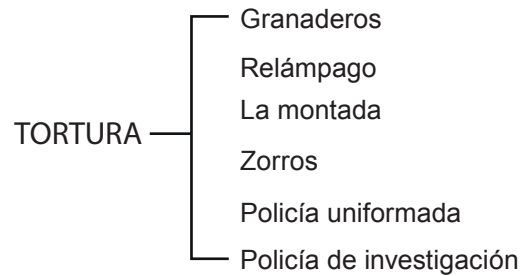 TORTURA
Granaderos
Relámpago
La montada
Zorros
Policía uniformada
Policía de investigación